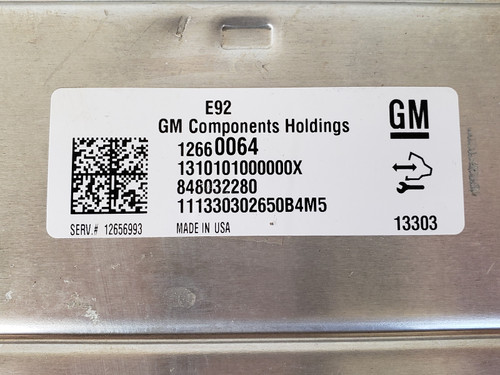 E92
GM Components Holdings
GM
12660064
1310101000000X
848032280
111330302650B4M5
SERV.# 12656993
MADE IN USA
13303